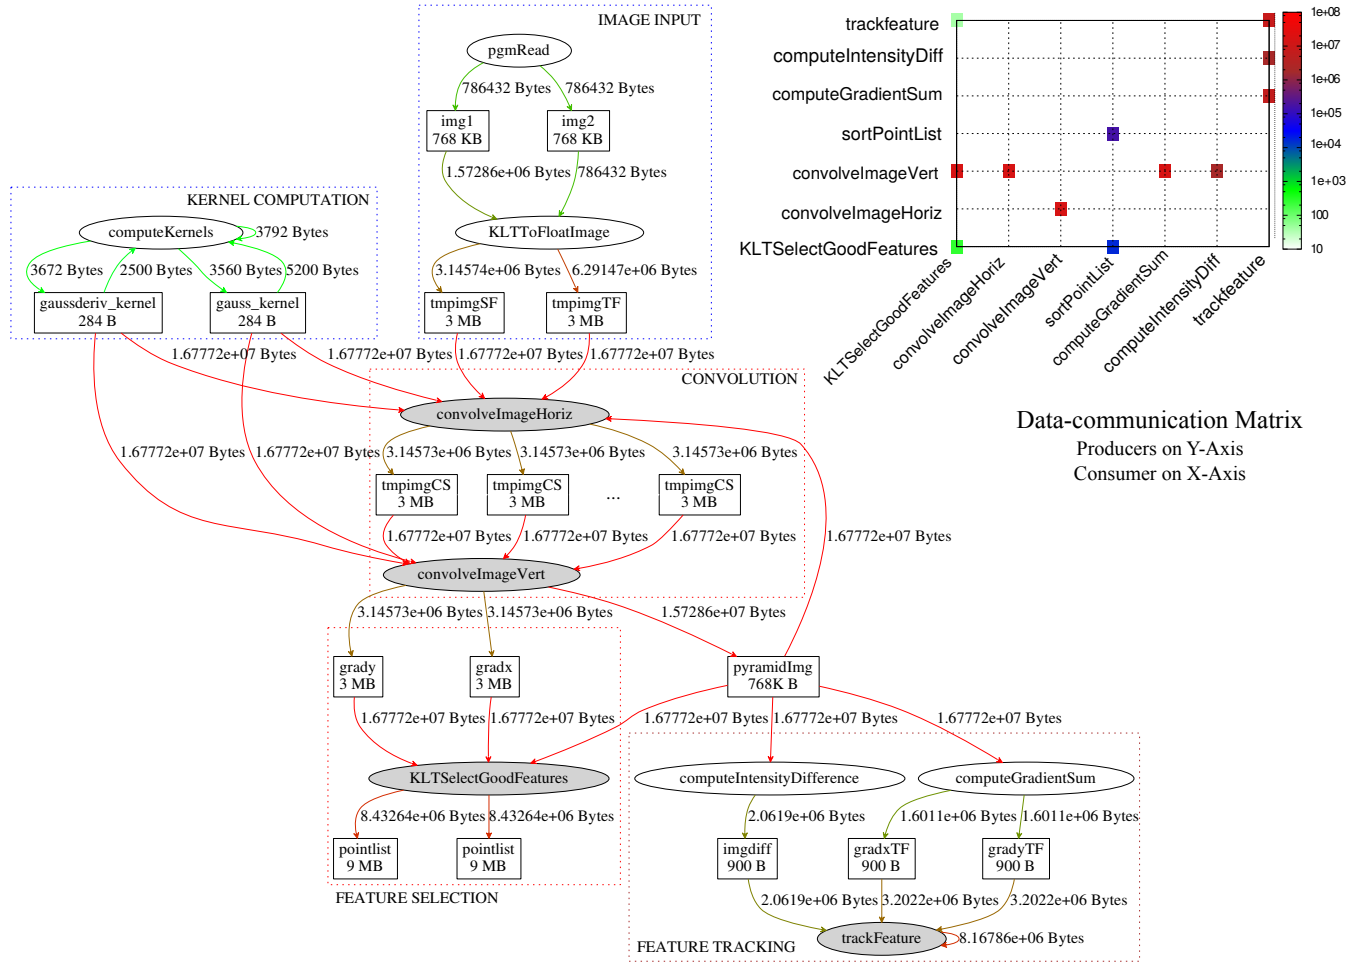 IMAGE INPUT
pgmRead
786432 Bytes
786432 Bytes
img1
768 KB
img2
768 KB
1.57286e+06 Bytes
786432 Bytes
KERNEL COMPUTATION
computeKernels
3792 Bytes
KLTToFloatImage
3672 Bytes
2500 Bytes
3560 Bytes
5200 Bytes
3.14574e+06 Bytes
6.29147e+06 Bytes
gaussderiv_kernel
284 B
gauss_kernel
284 B
tmpimgSF
3 MB
tmpimgTF
3 MB
1.67772e+07 Bytes
1.67772e+07 Bytes
1.67772e+07 Bytes
1.67772e+07 Bytes
CONVOLUTION
convolveImageHoriz
1.67772e+07 Bytes
1.67772e+07 Bytes
3.14573e+06 Bytes
3.14573e+06 Bytes
3.14573e+06 Bytes
tmpimgCS
3 MB
tmpimgCS
3 MB
...
tmpimgCS
3 MB
1.67772e+07 Bytes
1.67772e+07 Bytes
1.67772e+07 Bytes
1.67772e+07 Bytes
convolveImageVert
3.14573e+06 Bytes
3.14573e+06 Bytes
1.57286e+07 Bytes
grady
3 MB
gradx
3 MB
pyramidImg
768K B
1.67772e+07 Bytes
1.67772e+07 Bytes
1.67772e+07 Bytes
1.67772e+07 Bytes
1.67772e+07 Bytes
KLTSelectGoodFeatures
computeIntensityDifference
computeGradientSum
8.43264e+06 Bytes
8.43264e+06 Bytes
2.0619e+06 Bytes
1.6011e+06 Bytes
1.6011e+06 Bytes
pointlist
9 MB
pointlist
9 MB
imgdiff
900 B
gradxTF
900 B
gradyTF
900 B
FEATURE SELECTION
2.0619e+06 Bytes
3.2022e+06 Bytes
3.2022e+06 Bytes
trackFeature
8.16786e+06 Bytes
FEATURE TRACKING
trackfeature
computeIntensityDiff
computeGradientSum
sortPointList
convolveImageVert
convolveImageHoriz
KLTSelectGoodFeatures
KLTSelectGoodFeatures
convolveImageHoriz
convolveImageVert
sortPointList
computeGradientSum
computeIntensityDiff
trackfeature
1e+08
1e+07
1e+06
1e+05
1e+04
1e+03
100
10
Data-communication Matrix
Producers on Y-Axis
Consumer on X-Axis